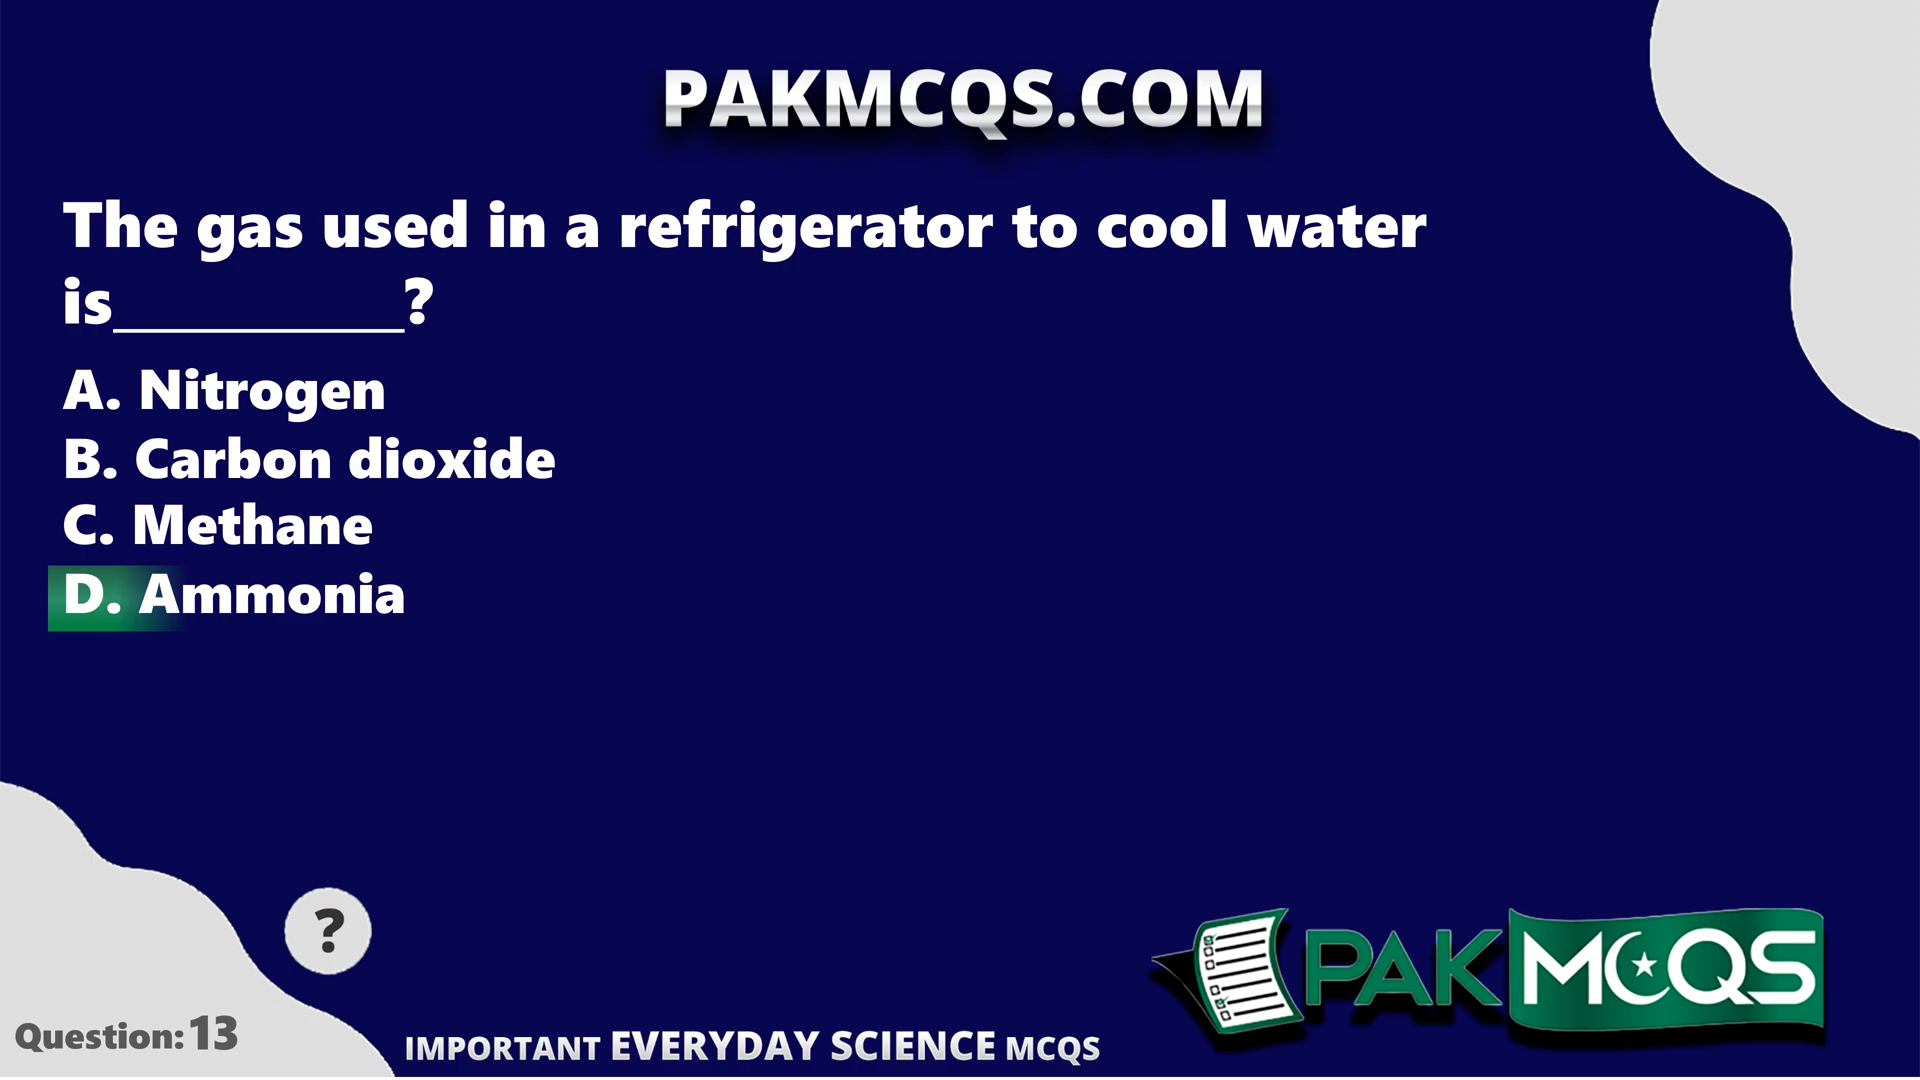 PAKMCQS.COM
The gas used in a refrigerator to cool water
is__________?
A. Nitrogen
B. Carbon dioxide
C. Methane
D. Ammonia
?
PAKMCQS
Question: 13
IMPORTANT EVERYDAY SCIENCE MCQS